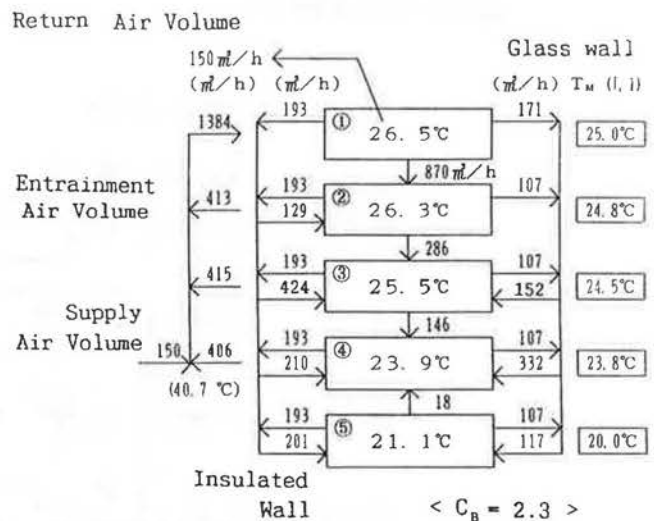 Return Air Volume
150㎥/h
(㎥/h) (㎥/h)
Glass wall
(㎥/h) T_M (I, J)
1384
193
① 26. 5℃
171
25. 0℃
870㎥/h
Entrainment
Air Volume
413
193
129
② 26. 3℃
107
24. 8℃
286
415
193
424
③ 25. 5℃
107
152
24. 5℃
146
Supply
Air Volume
150
406
(40. 7 ℃)
193
210
④ 23. 9℃
107
332
23. 8℃
18
193
201
⑤ 21. 1℃
107
117
20. 0℃
Insulated
Wall
< C_B = 2. 3 >